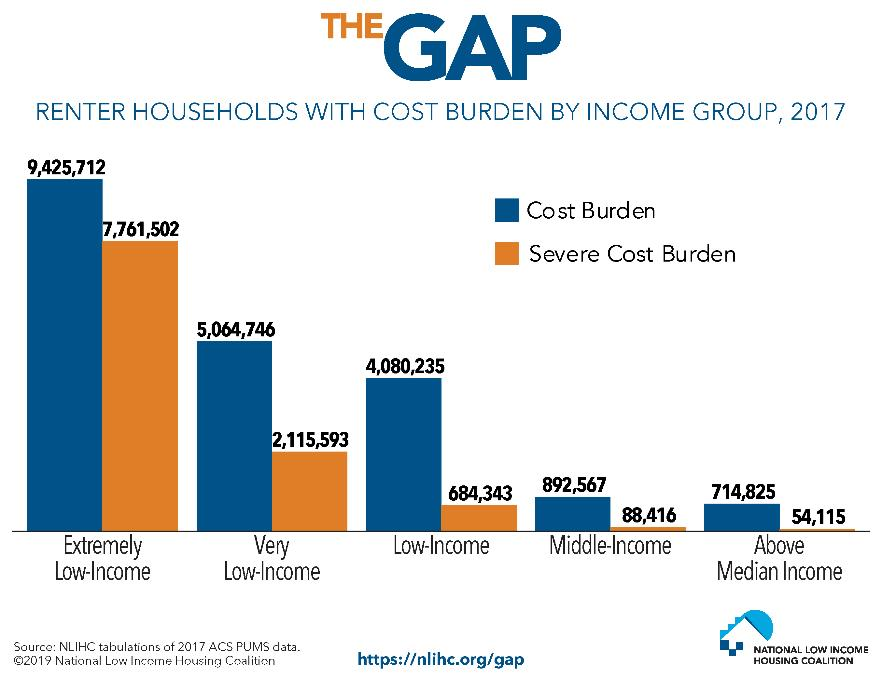 THE GAP
RENTER HOUSEHOLDS WITH COST BURDEN BY INCOME GROUP, 2017
9,425,712
7,761,502
5,064,746
2,115,593
4,080,235
684,343
892,567
88,416
714,825
54,115
Cost Burden
Severe Cost Burden
Extremely
Low-Income
Very
Low-Income
Low-Income
Middle-Income
Above
Median Income
Source: NLIHC tabulations of 2017 ACS PUMS data.
©2019 National Low Income Housing Coalition
https://nlihc.org/gap
NATIONAL LOW INCOME
HOUSING COALITION